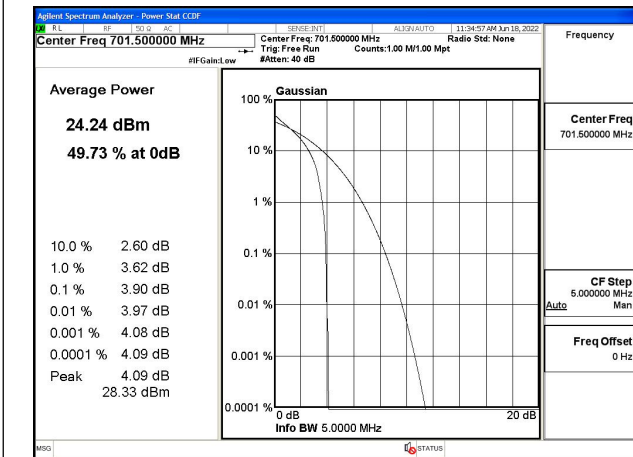 Agilent Spectrum Analyzer - Power Stat CCDF
LXI RL RF 50 Ω AC SENSE:INT ALIGNAUTO 11:34:57 AM Jun 18, 2022
Center Freq 701.500000 MHz
Center Freq: 701.500000 MHz Radio Std: None
Trig: Free Run Counts:1.00 M/1.00 Mpt
#IFGain:Low #Atten: 40 dB
Frequency
Average Power
24.24 dBm
49.73 % at 0dB
10.0 % 2.60 dB
1.0 % 3.62 dB
0.1 % 3.90 dB
0.01 % 3.97 dB
0.001 % 4.08 dB
0.0001 % 4.09 dB
Peak 4.09 dB
28.33 dBm
Gaussian
100 %
10 %
1 %
0.1 %
0.01 %
0.001 %
0.0001 %
0 dB 20 dB
Info BW 5.0000 MHz
Center Freq
701.500000 MHz
CF Step
5.000000 MHz
Auto Man
Freq Offset
0 Hz
MSG STATUS